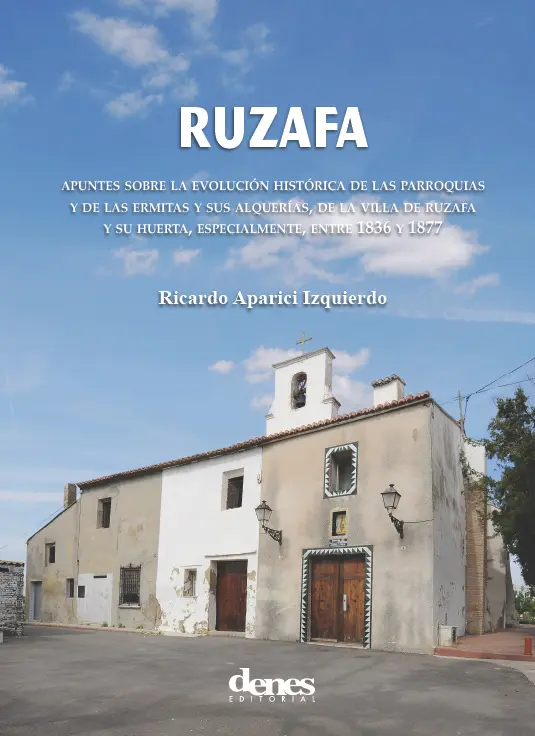 RUZAFA
APUNTES SOBRE LA EVOLUCIÓN HISTÓRICA DE LAS PARROQUIAS
Y DE LAS ERMITAS Y SUS ALQUERÍAS, DE LA VILLA DE RUZAFA
Y SU HUERTA, ESPECIALMENTE, ENTRE 1836 Y 1877
Ricardo Aparici Izquierdo
denes
EDITORIAL